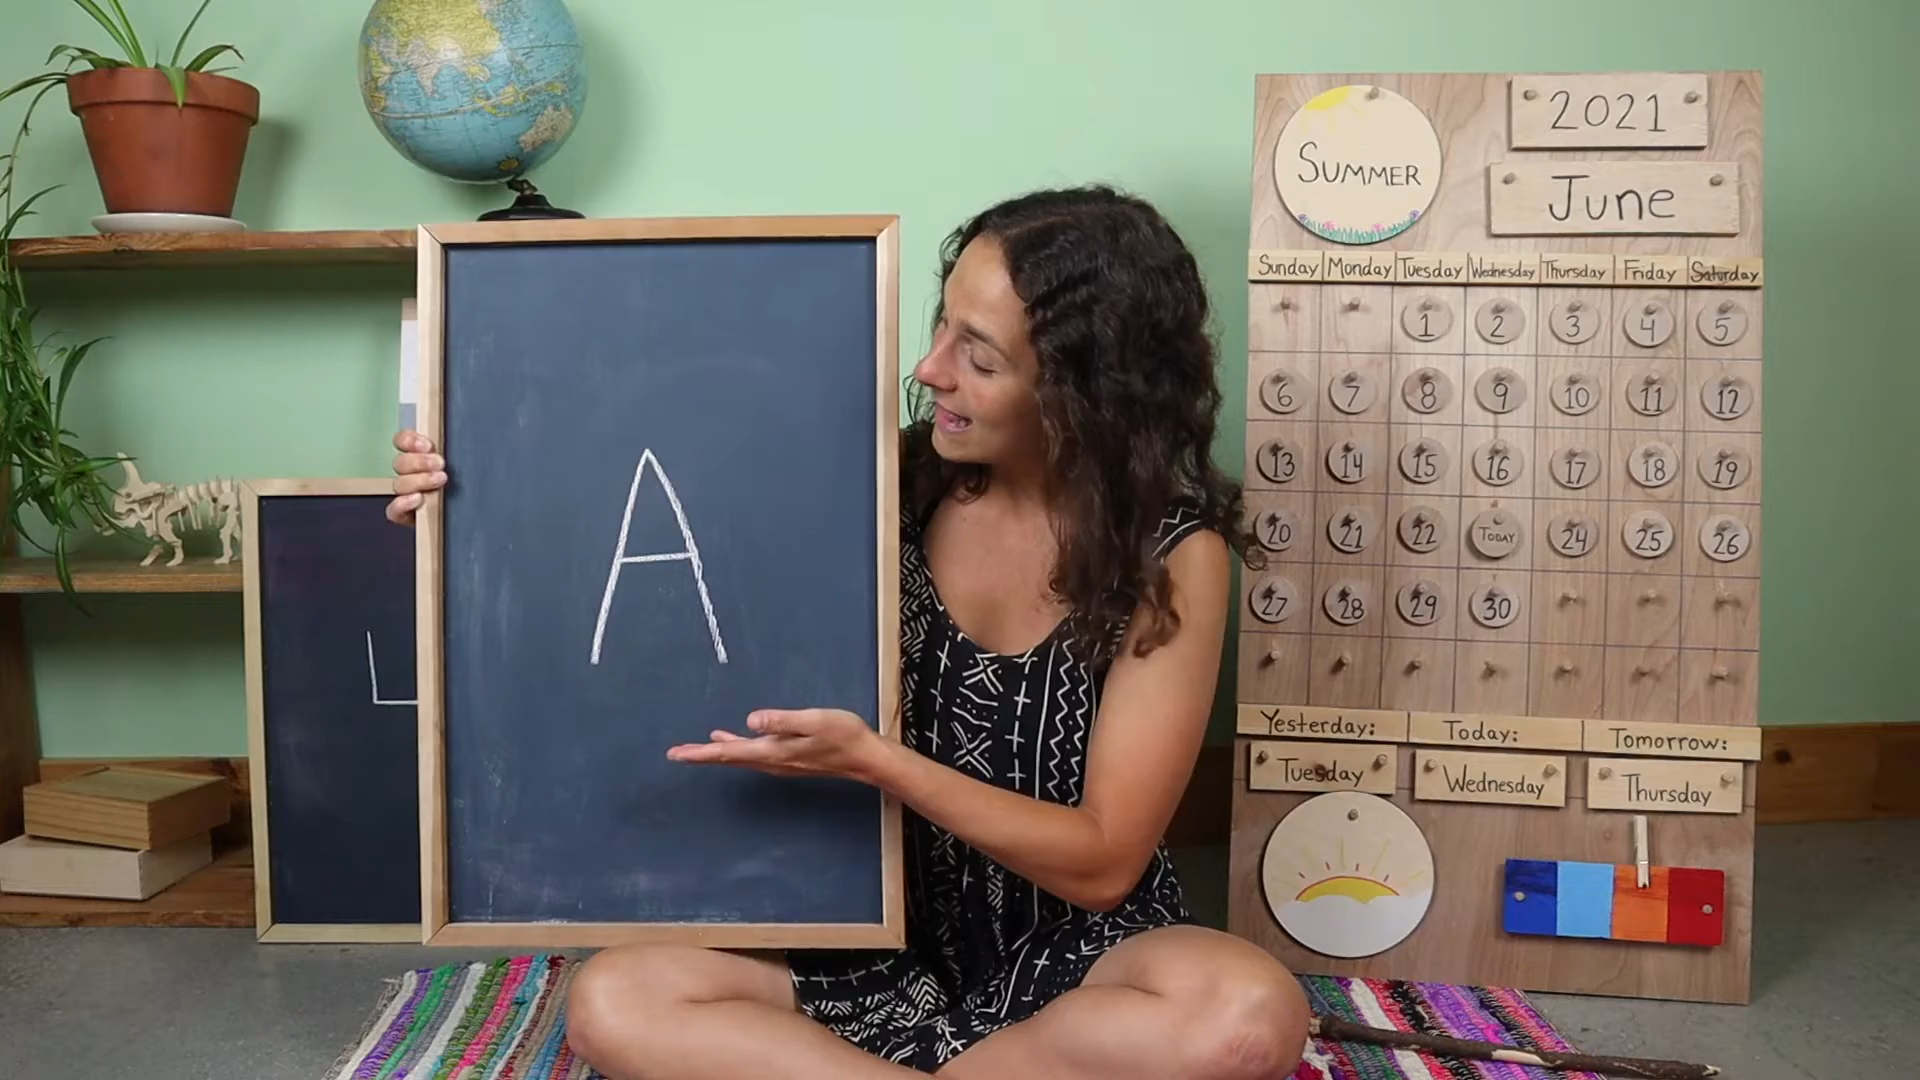 A
SUMMER
2021
June
Sunday Monday Tuesday Wednesday Thursday Friday Saturday
1 2 3 4 5
6 7 8 9 10 11 12
13 14 15 16 17 18 19
20 21 22 TODAY 24 25 26
27 28 29 30
Yesterday: Today: Tomorrow:
Tuesday Wednesday Thursday